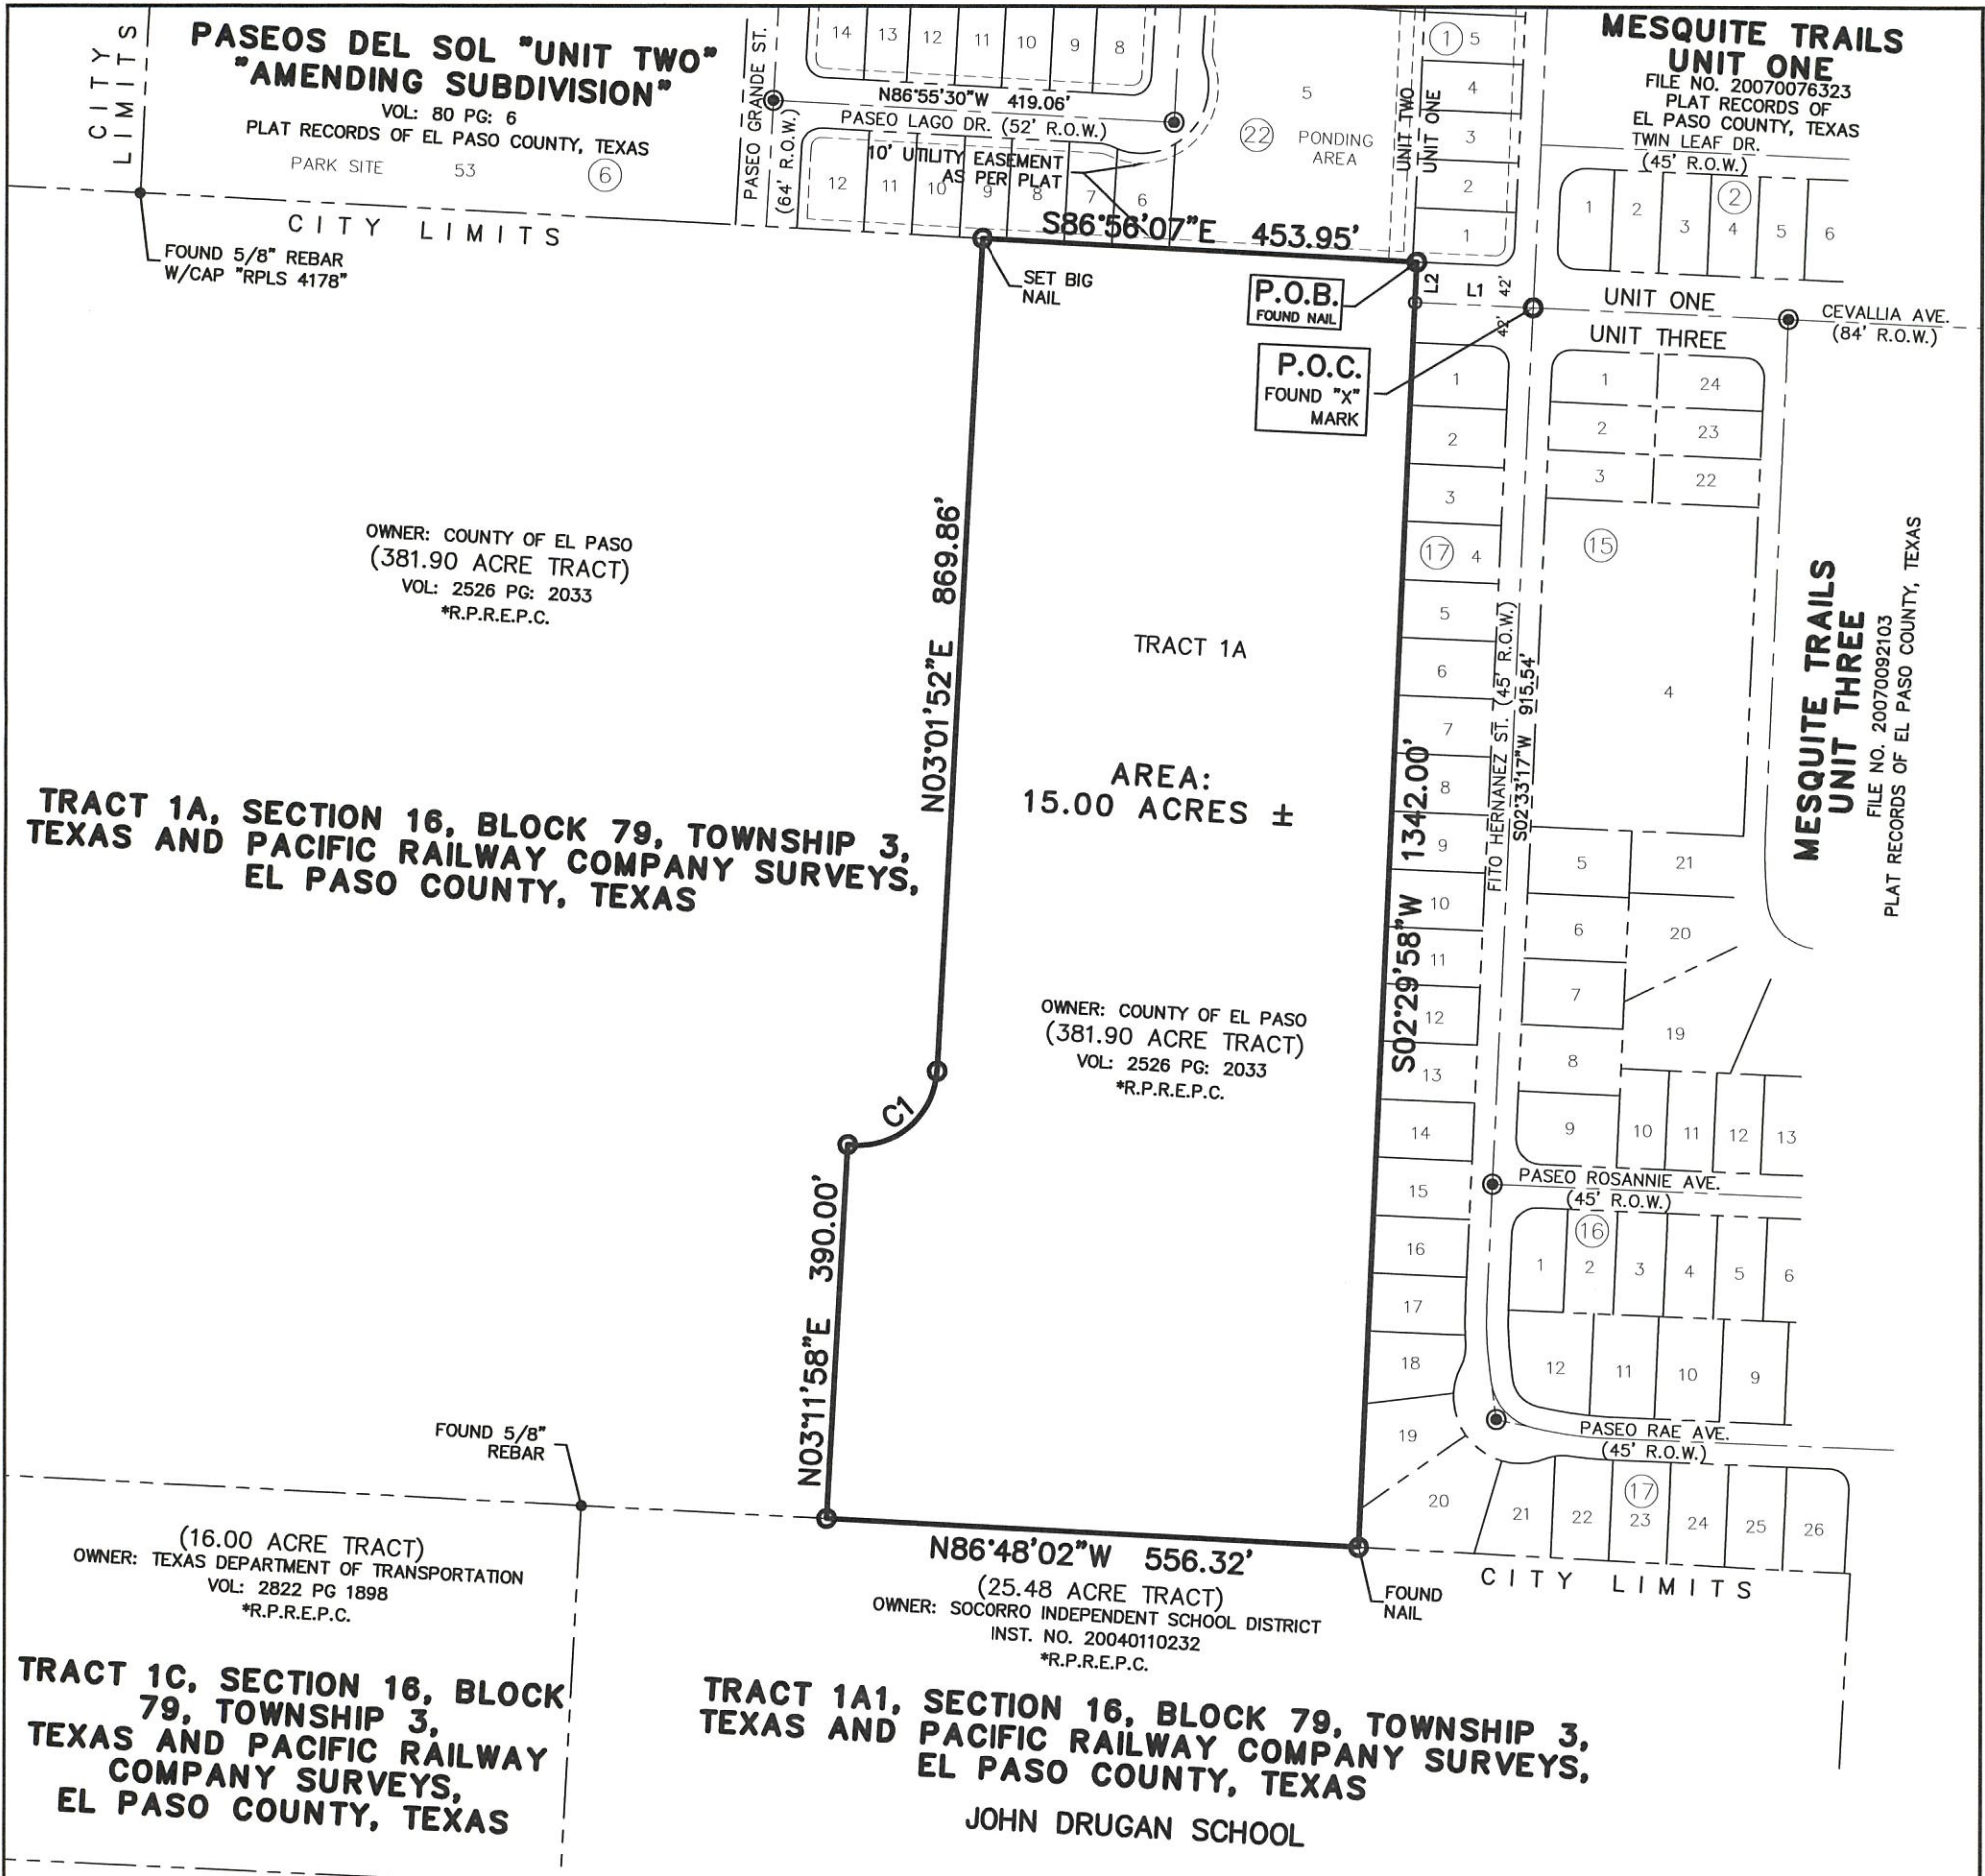 CITY
LIMITS
PASEOS DEL SOL "UNIT TWO"
"AMENDING SUBDIVISION"
VOL: 80 PG: 6
PLAT RECORDS OF EL PASO COUNTY, TEXAS
PARK SITE 53 6
CITY LIMITS
FOUND 5/8" REBAR
W/CAP "RPLS 4178"
PASEO GRANDE ST.
(64' R.O.W.)
14 13 12 11 10 9 8
N86°55'30"W 419.06'
PASEO LAGO DR. (52' R.O.W.)
10' UTILITY EASEMENT
AS PER PLAT
12 11 10 9 8 7 6
5
22 PONDING
AREA
UNIT TWO
UNIT ONE
1 5
4
3
2
1
MESQUITE TRAILS
UNIT ONE
FILE NO. 20070076323
PLAT RECORDS OF
EL PASO COUNTY, TEXAS
TWIN LEAF DR.
(45' R.O.W.)
2
1 2 3 4 5 6
S86°56'07"E 453.95'
SET BIG
NAIL
P.O.B.
FOUND NAIL
L2
L1
42'
42'
UNIT ONE
CEVALLIA AVE.
(84' R.O.W.)
UNIT THREE
P.O.C.
FOUND "X"
MARK
1 24
2 23
3 22
15
4
5 21
6 20
7
19
8
9 10 11 12 13
1
2
3
17 4
5
6
7
8
9
10
11
12
13
14
15
16
17
18
19
20
FITO HERNANEZ ST. (45' R.O.W.)
S02°33'17"W 915.54'
MESQUITE TRAILS
UNIT THREE
FILE NO. 20070092103
PLAT RECORDS OF EL PASO COUNTY, TEXAS
OWNER: COUNTY OF EL PASO
(381.90 ACRE TRACT)
VOL: 2526 PG: 2033
*R.P.R.E.P.C.
N03°01'52"E 869.86'
TRACT 1A
AREA:
15.00 ACRES ±
S02°29'58"W 1342.00'
TRACT 1A, SECTION 16, BLOCK 79, TOWNSHIP 3,
TEXAS AND PACIFIC RAILWAY COMPANY SURVEYS,
EL PASO COUNTY, TEXAS
OWNER: COUNTY OF EL PASO
(381.90 ACRE TRACT)
VOL: 2526 PG: 2033
*R.P.R.E.P.C.
C1
N03°11'58"E 390.00'
PASEO ROSANNIE AVE.
(45' R.O.W.)
16
1 2 3 4 5 6
12 11 10 9
PASEO RAE AVE.
(45' R.O.W.)
17
21 22 23 24 25 26
CITY LIMITS
FOUND 5/8"
REBAR
N86°48'02"W 556.32'
FOUND
NAIL
(25.48 ACRE TRACT)
OWNER: SOCORRO INDEPENDENT SCHOOL DISTRICT
INST. NO. 20040110232
*R.P.R.E.P.C.
(16.00 ACRE TRACT)
OWNER: TEXAS DEPARTMENT OF TRANSPORTATION
VOL: 2822 PG 1898
*R.P.R.E.P.C.
TRACT 1C, SECTION 16, BLOCK
79, TOWNSHIP 3,
TEXAS AND PACIFIC RAILWAY
COMPANY SURVEYS,
EL PASO COUNTY, TEXAS
TRACT 1A1, SECTION 16, BLOCK 79, TOWNSHIP 3,
TEXAS AND PACIFIC RAILWAY COMPANY SURVEYS,
EL PASO COUNTY, TEXAS
JOHN DRUGAN SCHOOL